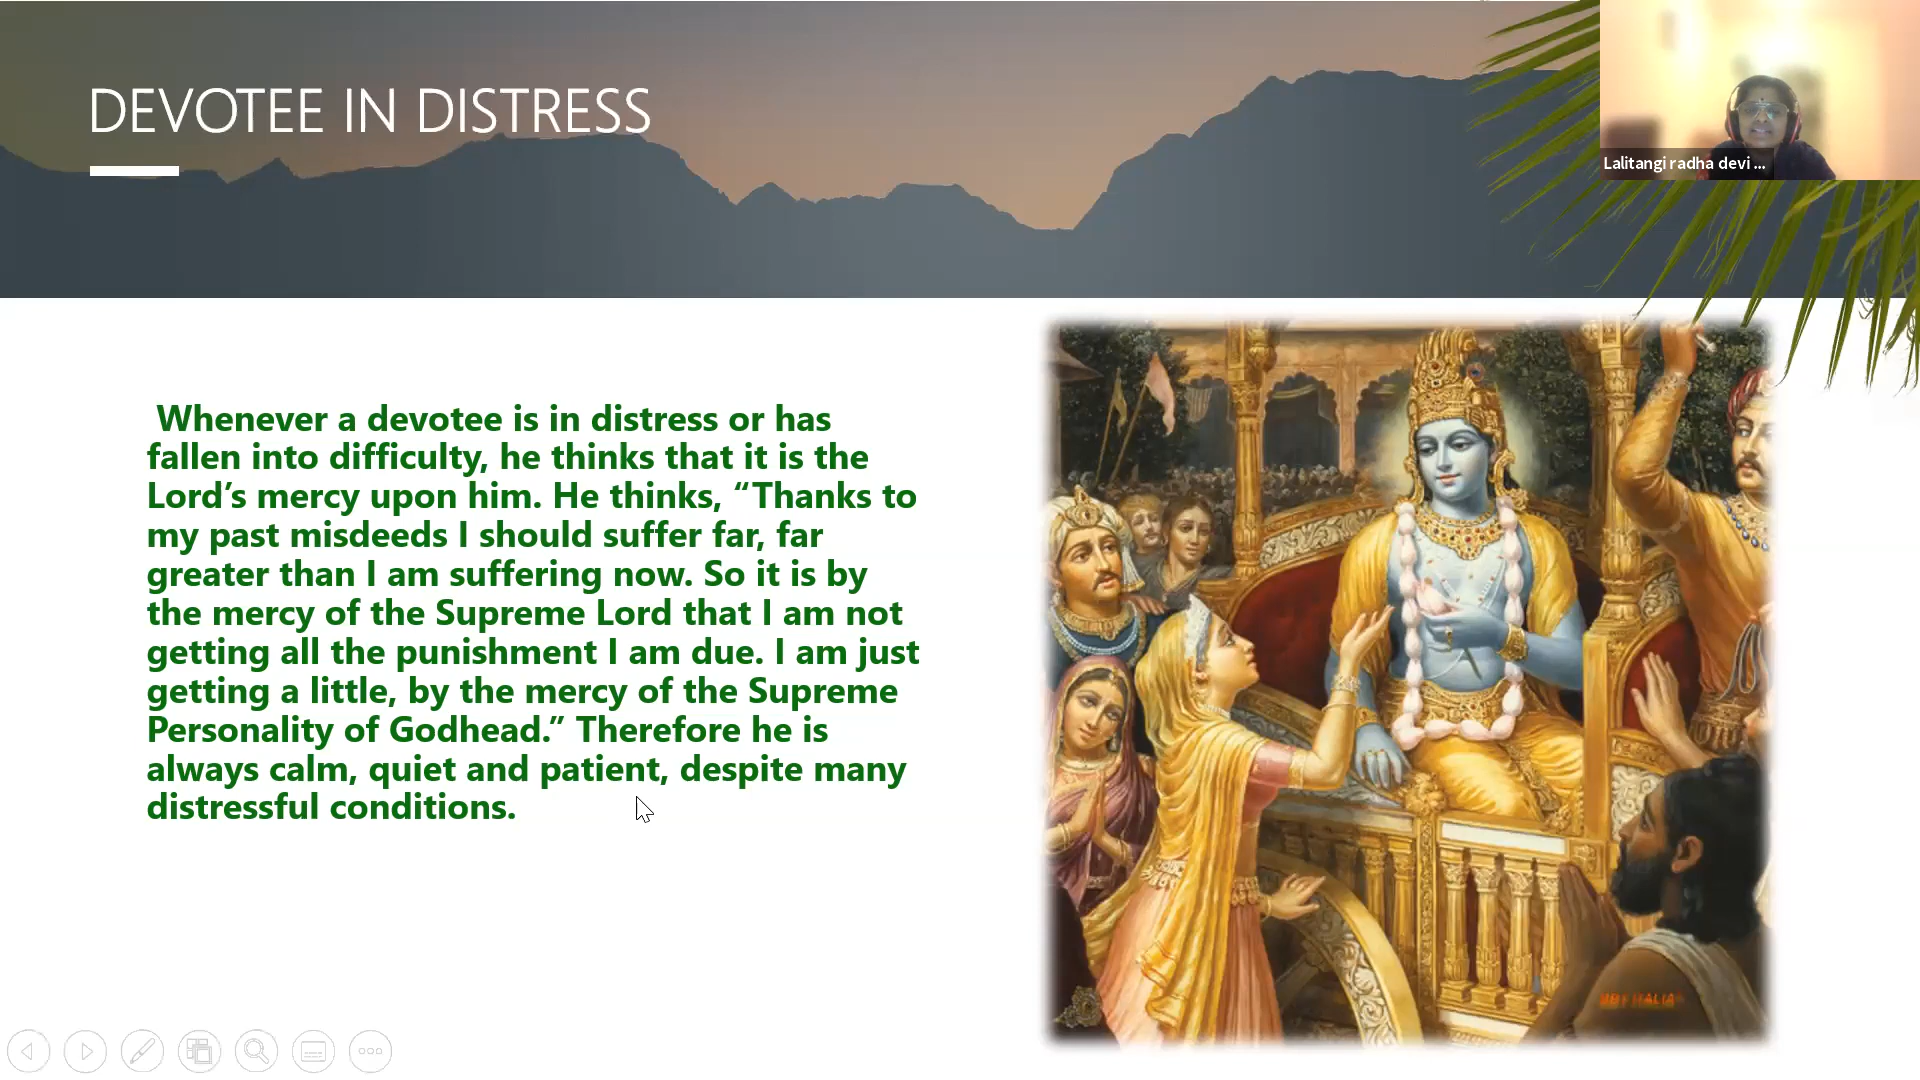 DEVOTEE IN DISTRESS
Lalitangi radha devi ...
Whenever a devotee is in distress or has
fallen into difficulty, he thinks that it is the
Lord’s mercy upon him. He thinks, “Thanks to
my past misdeeds I should suffer far, far
greater than I am suffering now. So it is by
the mercy of the Supreme Lord that I am not
getting all the punishment I am due. I am just
getting a little, by the mercy of the Supreme
Personality of Godhead.” Therefore he is
always calm, quiet and patient, despite many
distressful conditions.